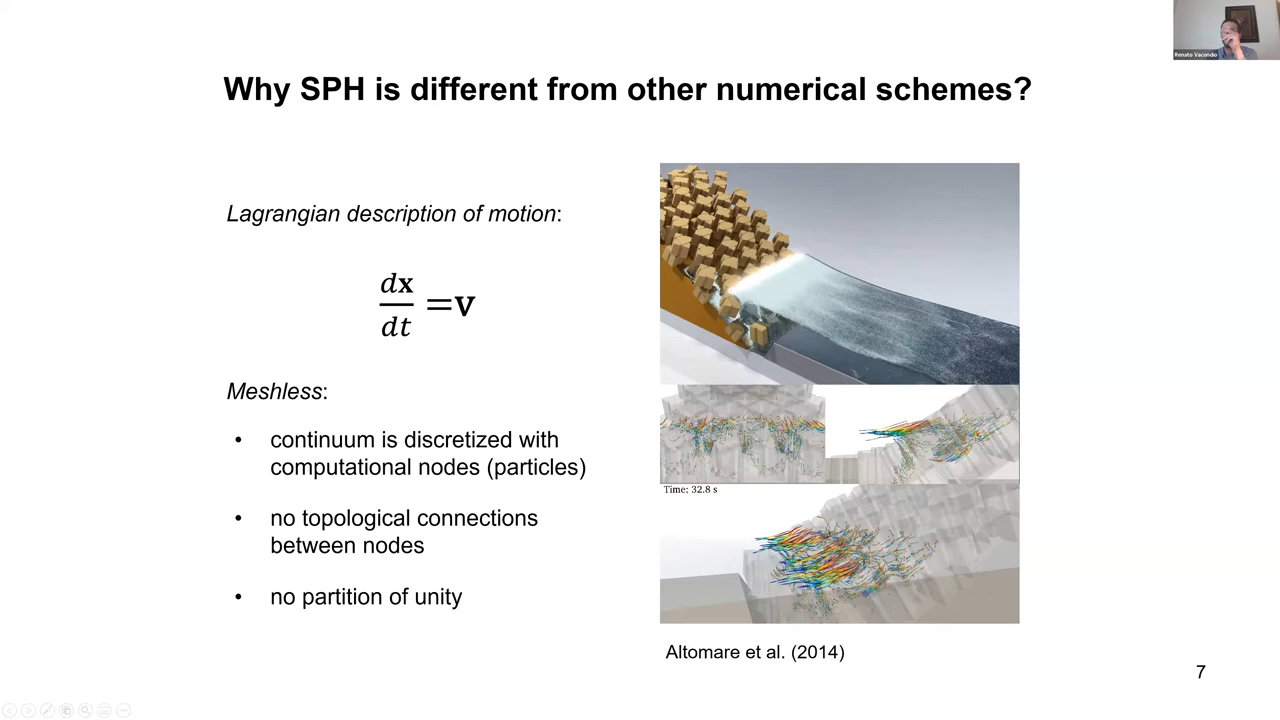 Renato Vacondio
Why SPH is different from other numerical schemes?
Lagrangian description of motion:
dx
dt
=v
Meshless:
• continuum is discretized with
computational nodes (particles)
• no topological connections
between nodes
• no partition of unity
Time: 32.8 s
Altomare et al. (2014)
7